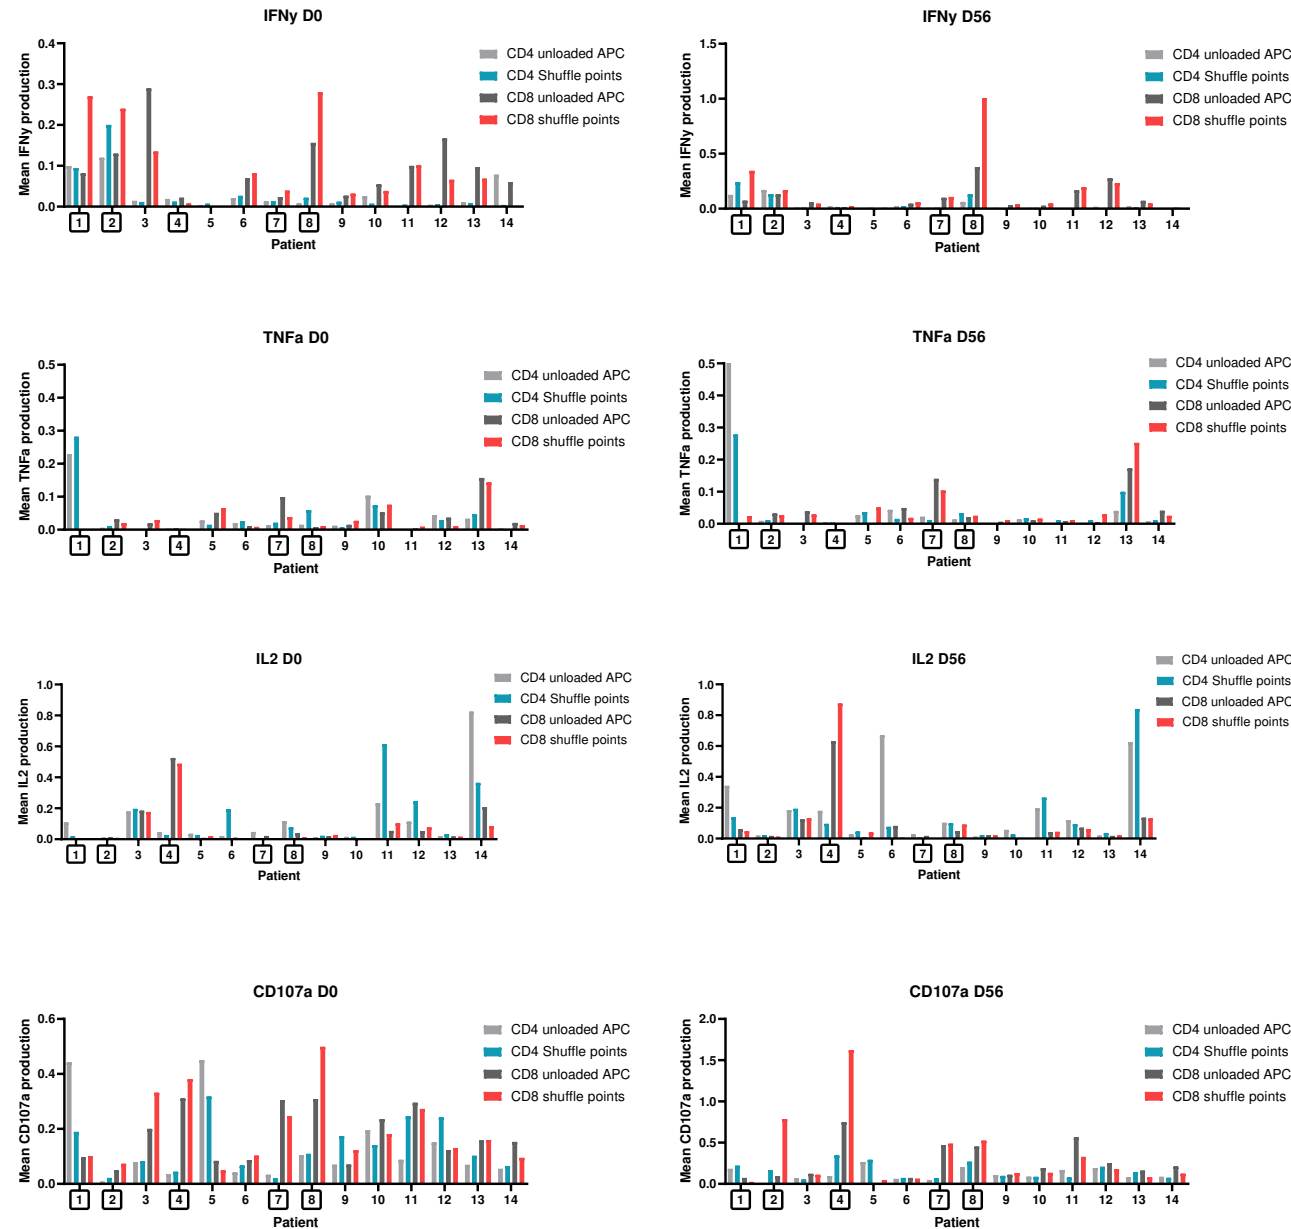 IFNy D0
Mean IFNy production
0.4
0.3
0.2
0.1
0.0
CD4 unloaded APC
CD4 Shuffle points
CD8 unloaded APC
CD8 shuffle points
1 2 3 4 5 6 7 8 9 10 11 12 13 14
Patient
IFNy D56
Mean IFNy production
1.5
1.0
0.5
0.0
CD4 unloaded APC
CD4 Shuffle points
CD8 unloaded APC
CD8 shuffle points
1 2 3 4 5 6 7 8 9 10 11 12 13 14
Patient
TNFa D0
Mean TNFa production
0.5
0.4
0.3
0.2
0.1
0.0
CD4 unloaded APC
CD4 Shuffle points
CD8 unloaded APC
CD8 shuffle points
1 2 3 4 5 6 7 8 9 10 11 12 13 14
Patient
TNFa D56
Mean TNFa production
0.5
0.4
0.3
0.2
0.1
0.0
CD4 unloaded APC
CD4 Shuffle points
CD8 unloaded APC
CD8 shuffle points
1 2 3 4 5 6 7 8 9 10 11 12 13 14
Patient
IL2 D0
Mean IL2 production
1.0
0.8
0.6
0.4
0.2
0.0
CD4 unloaded APC
CD4 Shuffle points
CD8 unloaded APC
CD8 shuffle points
1 2 3 4 5 6 7 8 9 10 11 12 13 14
Patient
IL2 D56
Mean IL2 production
1.0
0.8
0.6
0.4
0.2
0.0
CD4 unloaded APC
CD4 Shuffle points
CD8 unloaded APC
CD8 shuffle points
1 2 3 4 5 6 7 8 9 10 11 12 13 14
Patient
CD107a D0
Mean CD107a production
0.6
0.4
0.2
0.0
CD4 unloaded APC
CD4 Shuffle points
CD8 unloaded APC
CD8 shuffle points
1 2 3 4 5 6 7 8 9 10 11 12 13 14
Patient
CD107a D56
Mean CD107a production
2.0
1.5
1.0
0.5
0.0
CD4 unloaded APC
CD4 Shuffle points
CD8 unloaded APC
CD8 shuffle points
1 2 3 4 5 6 7 8 9 10 11 12 13 14
Patient